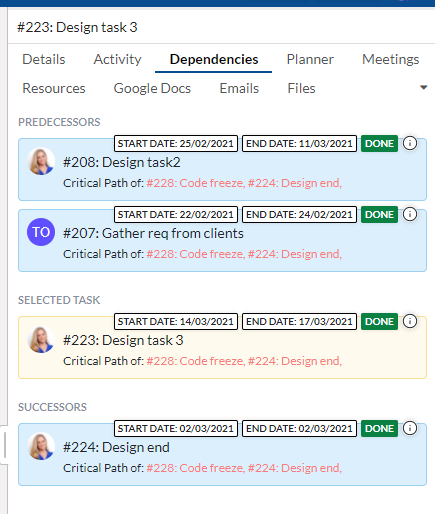 #223: Design task 3
Details Activity Dependencies Planner Meetings
Resources Google Docs Emails Files
PREDECESSORS
START DATE: 25/02/2021 END DATE: 11/03/2021 DONE
#208: Design task2
Critical Path of: #228: Code freeze, #224: Design end,
START DATE: 22/02/2021 END DATE: 24/02/2021 DONE
TO #207: Gather req from clients
Critical Path of: #228: Code freeze, #224: Design end,
SELECTED TASK
START DATE: 14/03/2021 END DATE: 17/03/2021 DONE
#223: Design task 3
Critical Path of: #228: Code freeze, #224: Design end,
SUCCESSORS
START DATE: 02/03/2021 END DATE: 02/03/2021 DONE
#224: Design end
Critical Path of: #228: Code freeze, #224: Design end,